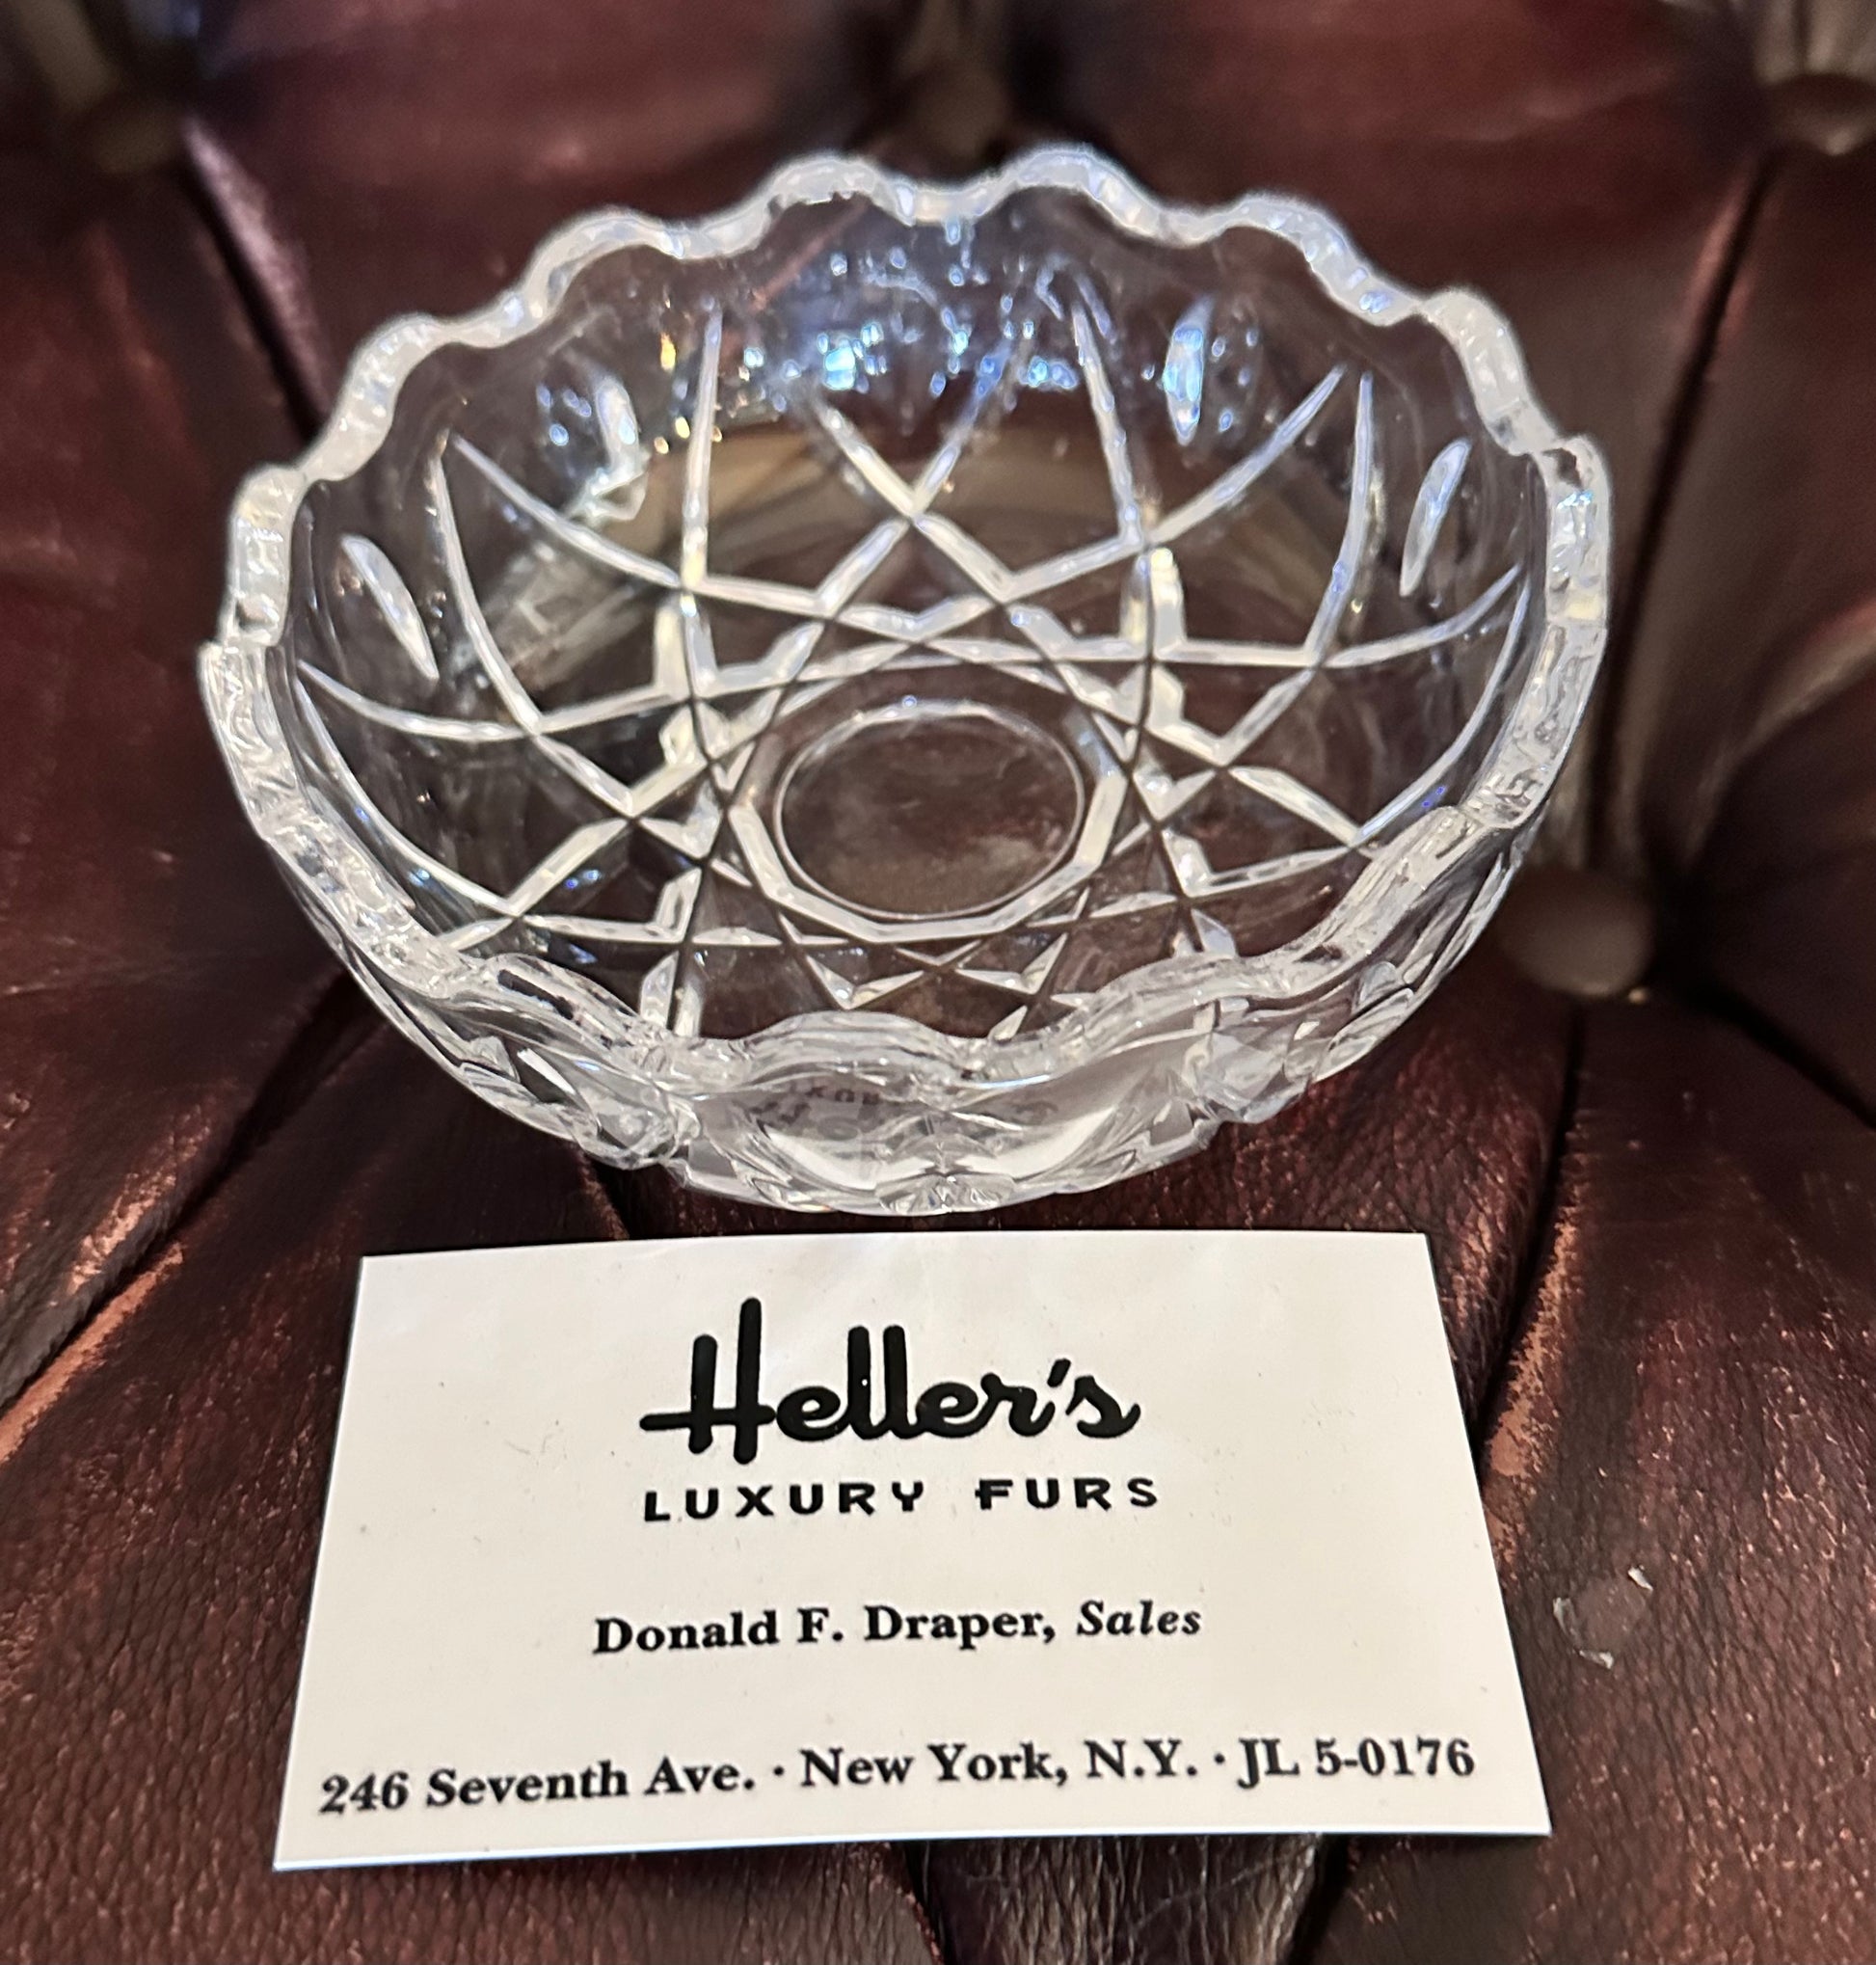 Heller's
LUXURY FURS
Donald F. Draper, Sales
246 Seventh Ave. · New York, N.Y. · JL 5-0176